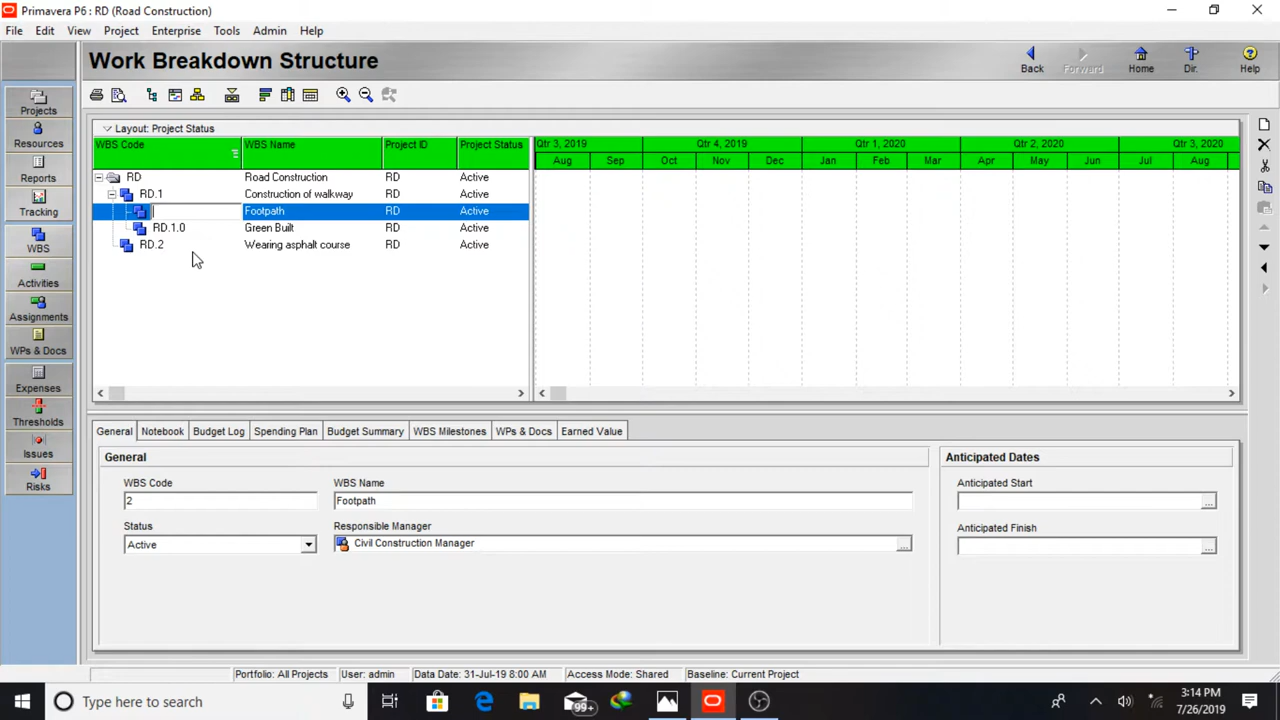 Primavera P6 : RD (Road Construction)
File Edit View Project Enterprise Tools Admin Help
Work Breakdown Structure
Back Forward Home Dir. Help
Projects
Resources
Reports
Tracking
WBS
Activities
Assignments
WPs & Docs
Expenses
Thresholds
Issues
Risks
Layout: Project Status
WBS Code WBS Name Project ID Project Status
RD Road Construction RD Active
RD.1 Construction of walkway RD Active
Footpath RD Active
RD.1.0 Green Built RD Active
RD.2 Wearing asphalt course RD Active
Qtr 3, 2019 Qtr 4, 2019 Qtr 1, 2020 Qtr 2, 2020 Qtr 3, 2020
Aug Sep Oct Nov Dec Jan Feb Mar Apr May Jun Jul Aug
General Notebook Budget Log Spending Plan Budget Summary WBS Milestones WPs & Docs Earned Value
General
WBS Code WBS Name
2 Footpath
Status Responsible Manager
Active Civil Construction Manager
Anticipated Dates
Anticipated Start
Anticipated Finish
Portfolio: All Projects User: admin Data Date: 31-Jul-19 8:00 AM Access Mode: Shared Baseline: Current Project
Type here to search
99+
3:14 PM
7/26/2019